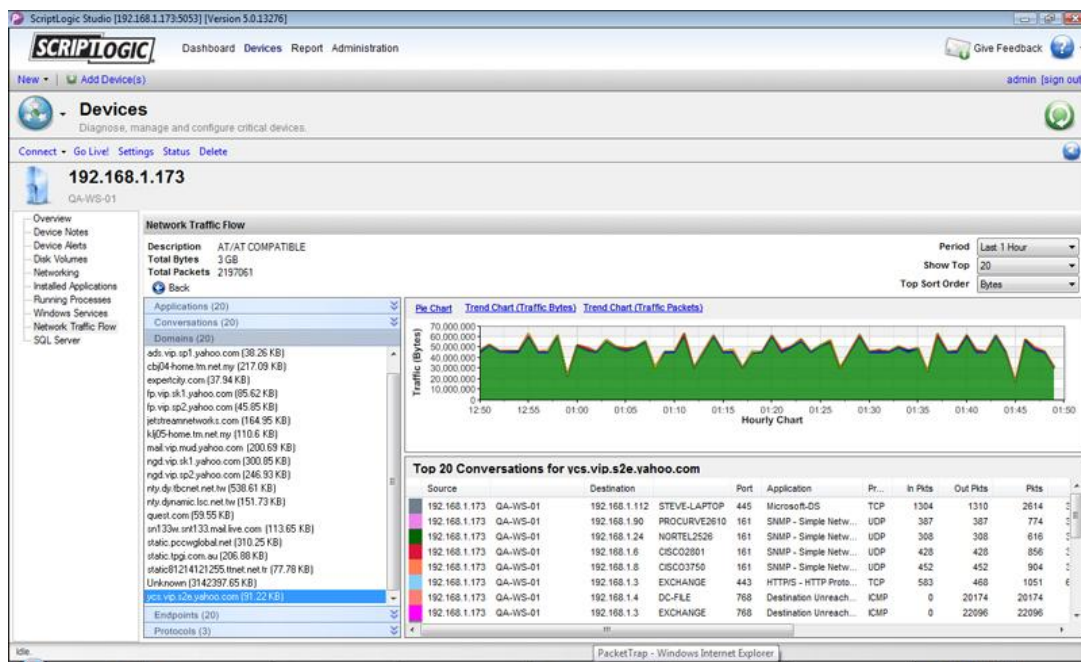 ScriptLogic Studio [192.168.1.173:5053] [Version 5.0.13276]
SCRIPTLOGIC Dashboard Devices Report Administration Give Feedback
New Add Device(s) admin [sign out
Devices
Diagnose, manage and configure critical devices.
Connect Go Live! Settings Status Delete
192.168.1.173
QA-WS-01
Overview
Device Notes
Device Alerts
Disk Volumes
Networking
Installed Applications
Running Processes
Windows Services
Network Traffic Flow
SQL Server
Network Traffic Flow
Description AT/AT COMPATIBLE
Total Bytes 3 GB
Total Packets 2197061
Back
Period Last 1 Hour
Show Top 20
Top Sort Order Bytes
Applications (20)
Conversations (20)
Domains (20)
ads.vip.sp1.yahoo.com (38.26 KB)
cbj04-home.tm.net.my (217.09 KB)
expertcity.com (37.94 KB)
fp.vip.sk1.yahoo.com (85.62 KB)
fp.vip.sp2.yahoo.com (45.85 KB)
jetstreamnetworks.com (164.95 KB)
klj05-home.tm.net.my (110.6 KB)
mail.vip.mud.yahoo.com (200.69 KB)
ngd.vip.sk1.yahoo.com (300.85 KB)
ngd.vip.sp2.yahoo.com (246.93 KB)
nty.dy.tbcnet.net.tw (538.61 KB)
nty.dynamic.lsc.net.tw (151.73 KB)
quest.com (59.55 KB)
sn133w.snt133.mail.live.com (113.65 KB)
static.pccwglobal.net (310.25 KB)
static.tpgi.com.au (206.88 KB)
static81214121255.ttnet.net.tr (77.78 KB)
Unknown (3142397.65 KB)
ycs.vip.s2e.yahoo.com (91.22 KB)
Endpoints (20)
Protocols (3)
Pie Chart Trend Chart (Traffic Bytes) Trend Chart (Traffic Packets)
Traffic (Bytes)
70.000.000
60.000.000
50.000.000
40.000.000
30.000.000
20.000.000
10.000.000
0
12:50 12:55 01:00 01:05 01:10 01:15 01:20 01:25 01:30 01:35 01:40 01:45 01:50
Hourly Chart
Top 20 Conversations for ycs.vip.s2e.yahoo.com
Source Destination Port Application Pr... In Pkts Out Pkts Pkts
192.168.1.173 QA-WS-01 192.168.1.112 STEVE-LAPTOP 445 Microsoft-DS TCP 1304 1310 2614
192.168.1.173 QA-WS-01 192.168.1.90 PROCURVE2610 161 SNMP - Simple Netw... UDP 387 387 774
192.168.1.173 QA-WS-01 192.168.1.24 NORTEL2526 161 SNMP - Simple Netw... UDP 308 308 616
192.168.1.173 QA-WS-01 192.168.1.6 CISCO2801 161 SNMP - Simple Netw... UDP 428 428 856
192.168.1.173 QA-WS-01 192.168.1.8 CISCO3750 161 SNMP - Simple Netw... UDP 452 452 904
192.168.1.173 QA-WS-01 192.168.1.3 EXCHANGE 443 HTTP/S - HTTP Proto... TCP 583 468 1051
192.168.1.173 QA-WS-01 192.168.1.4 DC-FILE 768 Destination Unreach... ICMP 0 20174 20174
192.168.1.173 QA-WS-01 192.168.1.3 EXCHANGE 768 Destination Unreach... ICMP 0 22096 22096
Idle.
PacketTrap - Windows Internet Explorer